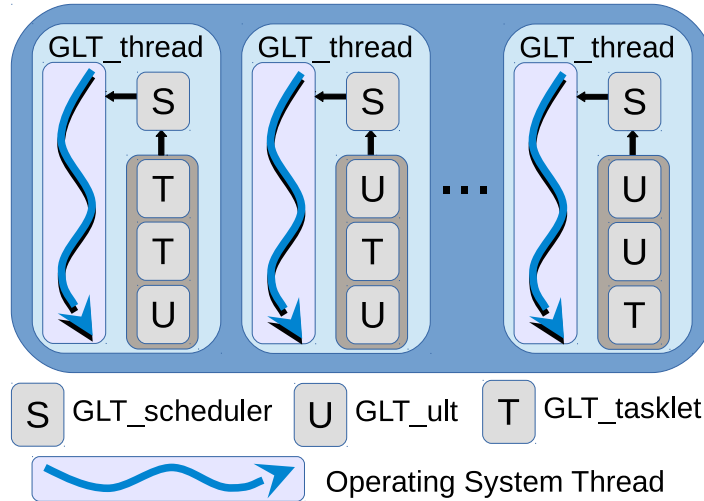 GLT_thread GLT_thread GLT_thread
S S S
T U U
T T U
... 
U U T
S GLT_scheduler U GLT_ult T GLT_tasklet
Operating System Thread